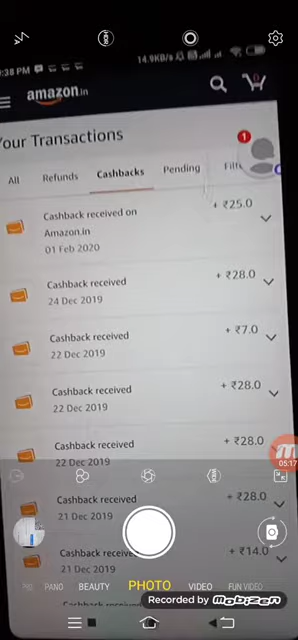 :38 PM
14.9KB/s
amazon.in
0
our Transactions
1
All Refunds Cashbacks Pending Filt
Cashback received on
Amazon.in
01 Feb 2020
+ ₹25.0
Cashback received
24 Dec 2019
+ ₹28.0
Cashback received
22 Dec 2019
+ ₹7.0
Cashback received
22 Dec 2019
+ ₹28.0
Cashback received
22 Dec 2019
+ ₹28.0
05:17
Cashback received
21 Dec 2019
+ ₹28.0
Cashback received
21 Dec 2019
+ ₹14.0
PANO BEAUTY PHOTO VIDEO FUN VIDEO
Recorded by mobizen